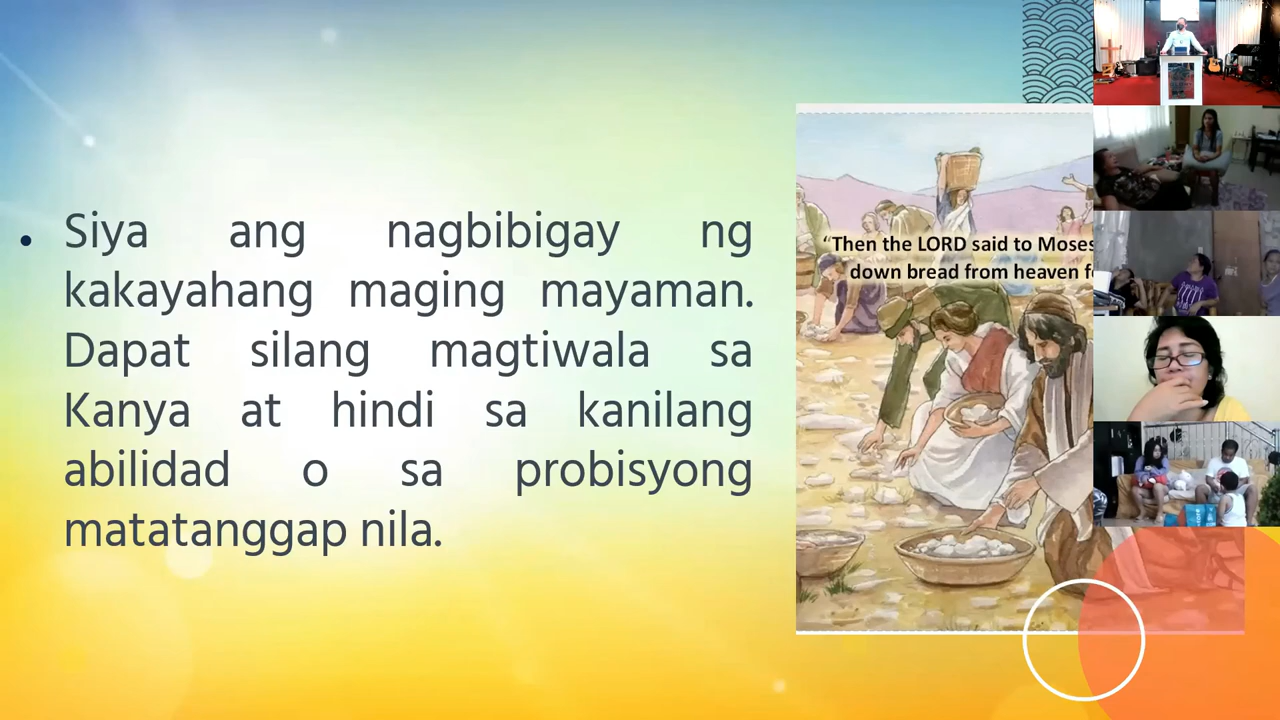 • Siya ang nagbibigay ng
kakayahang maging mayaman.
Dapat silang magtiwala sa
Kanya at hindi sa kanilang
abilidad o sa probisyong
matatanggap nila.
“Then the LORD said to Moses
down bread from heaven